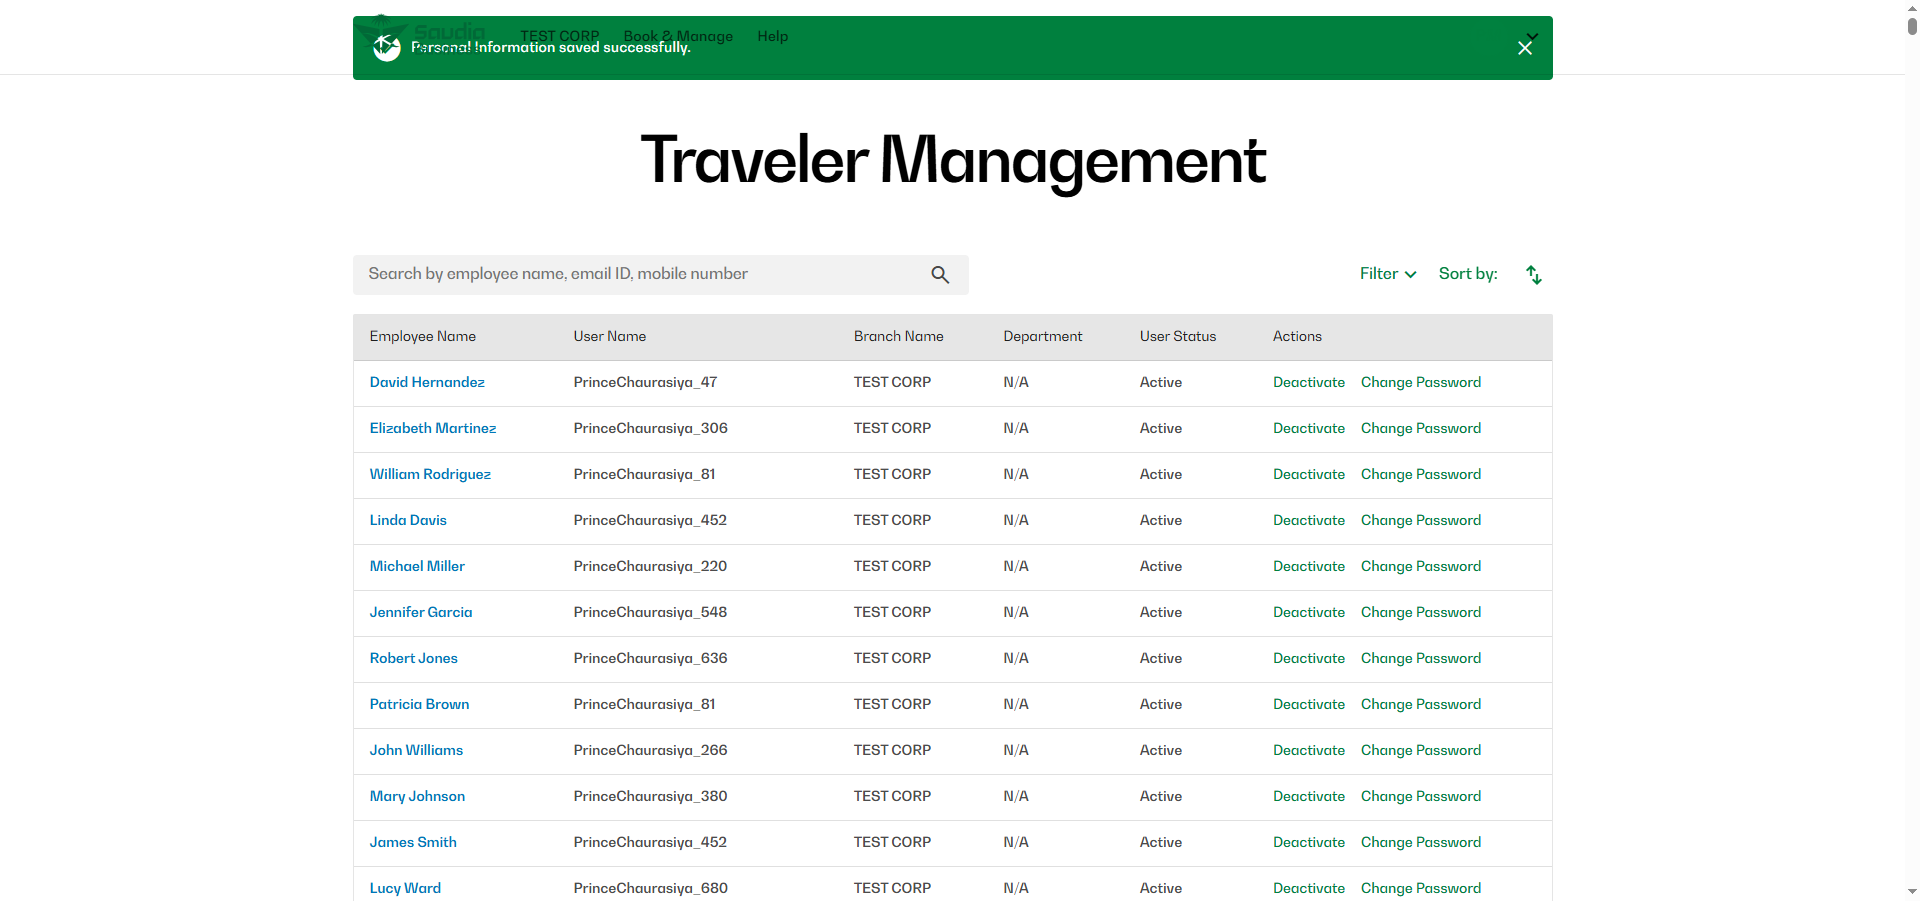 Saudia
TEST CORP Book & Manage Help
Personal Information saved successfully.
Traveler Management
Search by employee name, email ID, mobile number
Filter Sort by:
Employee Name User Name Branch Name Department User Status Actions
David Hernandez PrinceChaurasiya_47 TEST CORP N/A Active Deactivate Change Password
Elizabeth Martinez PrinceChaurasiya_306 TEST CORP N/A Active Deactivate Change Password
William Rodriguez PrinceChaurasiya_81 TEST CORP N/A Active Deactivate Change Password
Linda Davis PrinceChaurasiya_452 TEST CORP N/A Active Deactivate Change Password
Michael Miller PrinceChaurasiya_220 TEST CORP N/A Active Deactivate Change Password
Jennifer Garcia PrinceChaurasiya_548 TEST CORP N/A Active Deactivate Change Password
Robert Jones PrinceChaurasiya_636 TEST CORP N/A Active Deactivate Change Password
Patricia Brown PrinceChaurasiya_81 TEST CORP N/A Active Deactivate Change Password
John Williams PrinceChaurasiya_266 TEST CORP N/A Active Deactivate Change Password
Mary Johnson PrinceChaurasiya_380 TEST CORP N/A Active Deactivate Change Password
James Smith PrinceChaurasiya_452 TEST CORP N/A Active Deactivate Change Password
Lucy Ward PrinceChaurasiya_680 TEST CORP N/A Active Deactivate Change Password